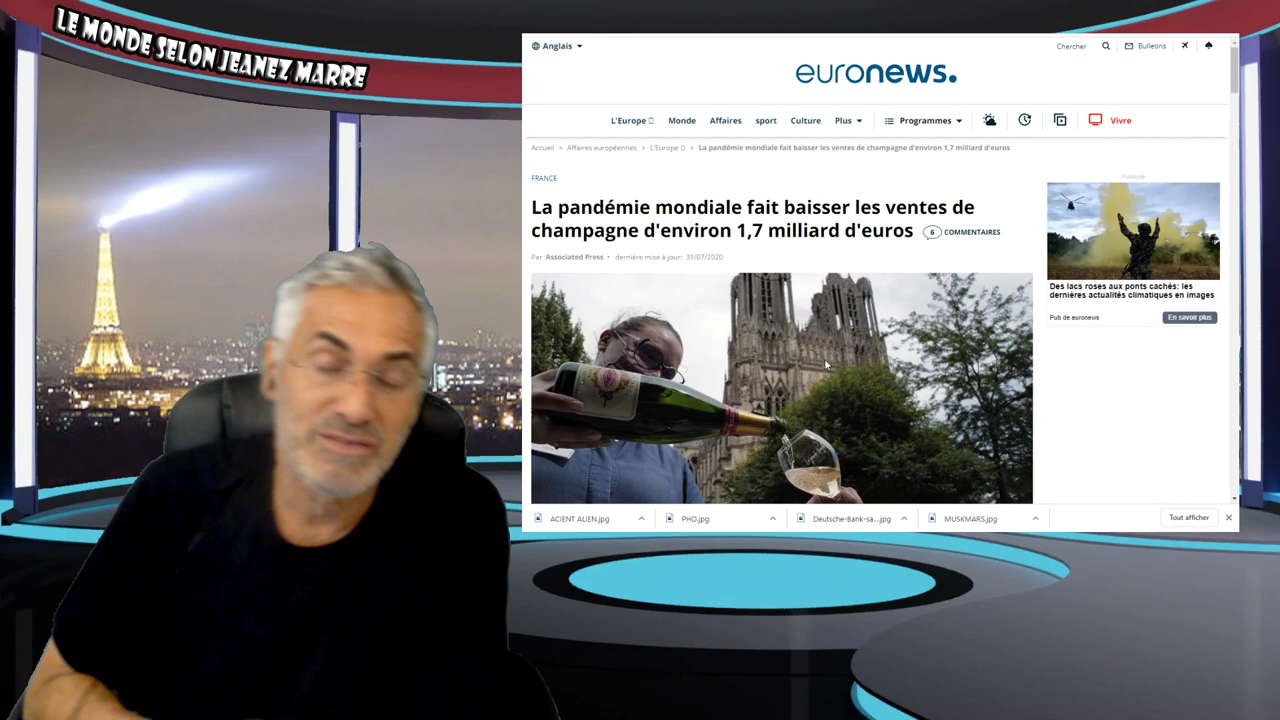 LE MONDE SELON JEANEZ MARRE
Anglais
Chercher
Bulletins
euronews.
L'Europe
Monde
Affaires
sport
Culture
Plus
Programmes
Vivre
Accueil > Affaires européennes > L'Europe > La pandémie mondiale fait baisser les ventes de champagne d'environ 1,7 milliard d'euros
FRANCE
La pandémie mondiale fait baisser les ventes de
champagne d'environ 1,7 milliard d'euros
6 COMMENTAIRES
Par Associated Press • dernière mise à jour: 31/07/2020
Publicité
Des lacs roses aux ponts cachés: les
dernières actualités climatiques en images
Pub de euronews
En savoir plus
ACIENT ALIEN.jpg
PHO.jpg
Deutsche-Bank-sa....jpg
MUSKMARS.jpg
Tout afficher